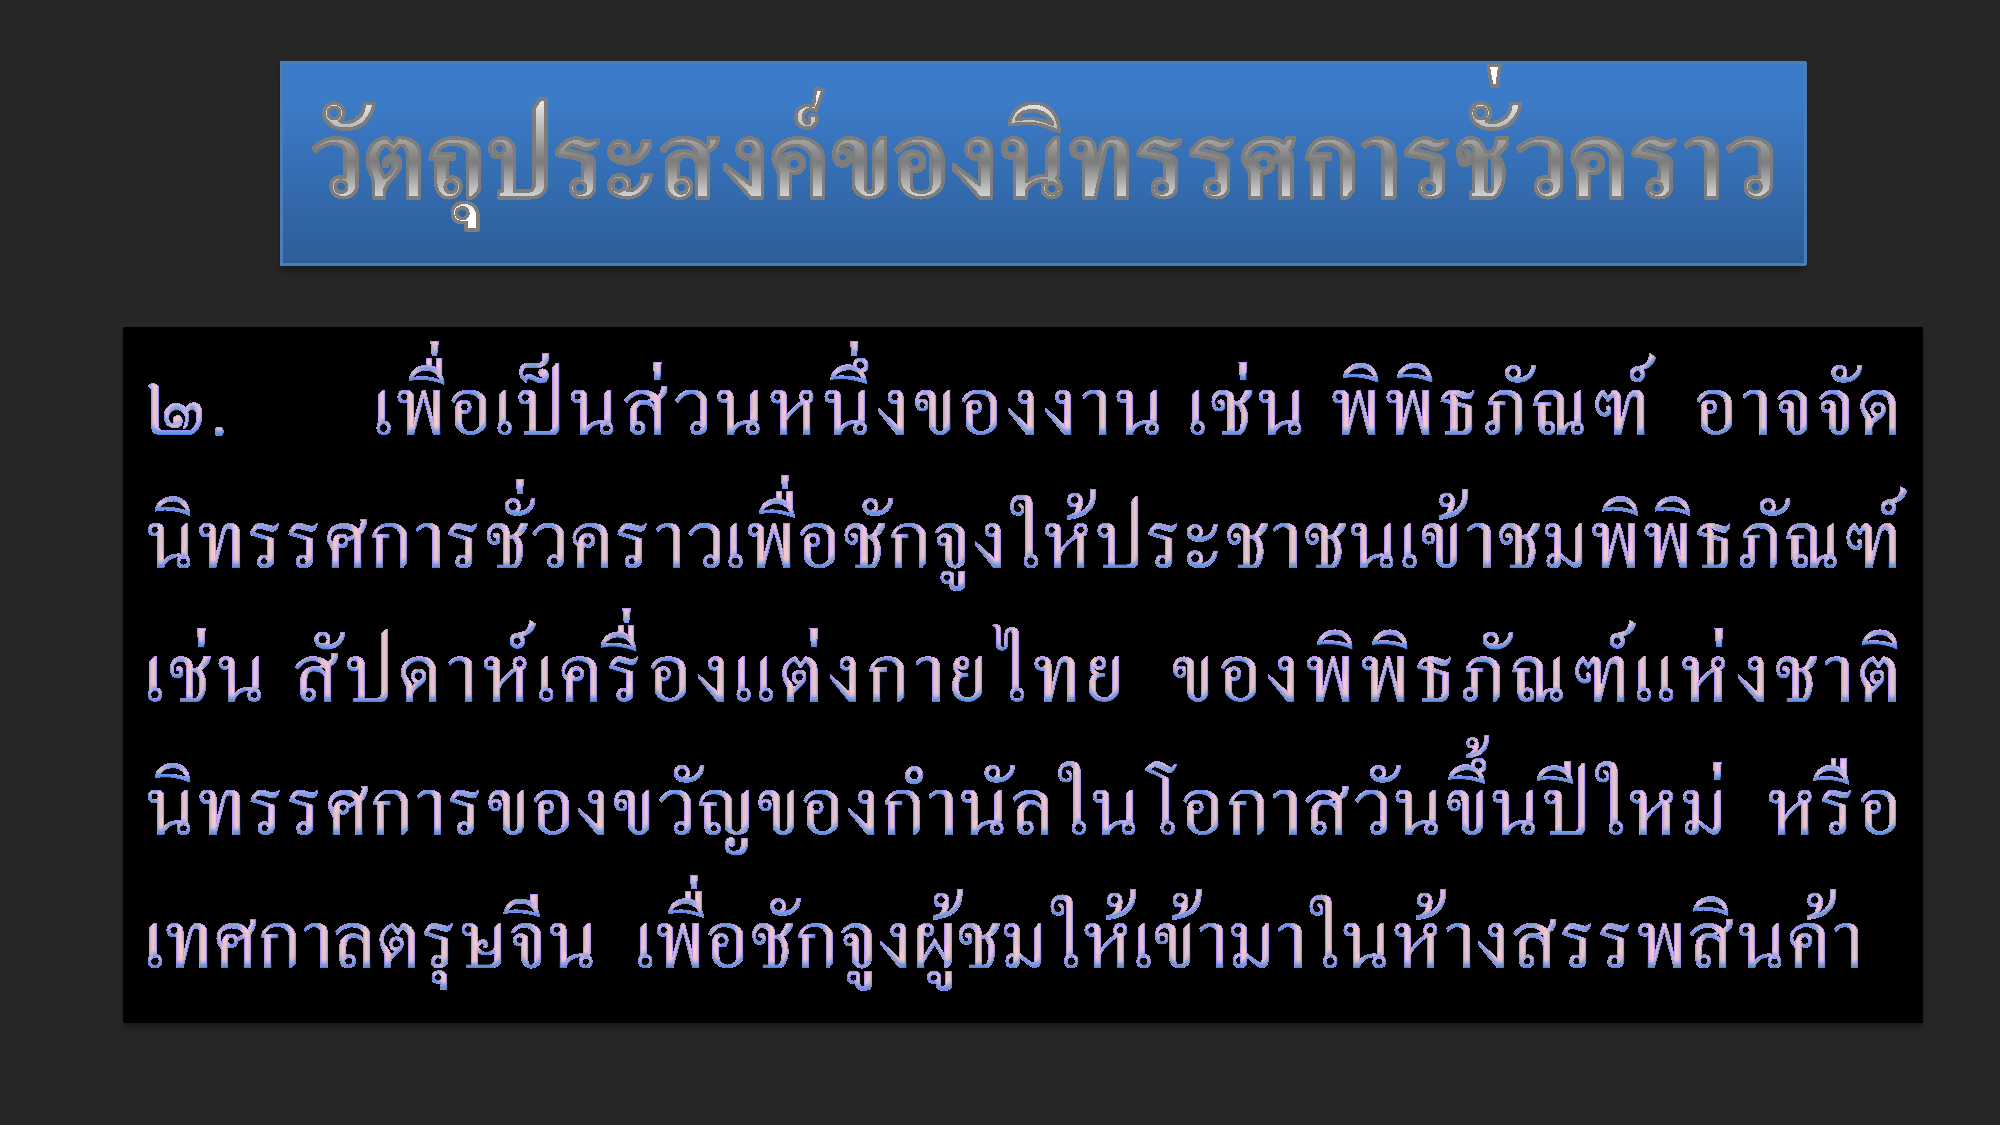 วัตถุประสงค์ของนิทรรศการชั่วคราว
๒. เพื่อเป็นส่วนหนึ่งของงาน เช่น พิพิธภัณฑ์ อาจจัด
นิทรรศการชั่วคราวเพื่อชักจูงให้ประชาชนเข้าชมพิพิธภัณฑ์
เช่น สัปดาห์เครื่องแต่งกายไทย ของพิพิธภัณฑ์แห่งชาติ
นิทรรศการของขวัญของกำนัลในโอกาสวันขึ้นปีใหม่ หรือ
เทศกาลตรุษจีน เพื่อชักจูงผู้ชมให้เข้ามาในห้างสรรพสินค้า